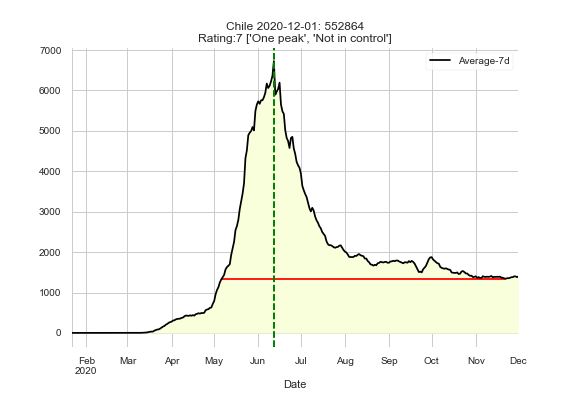 Chile 2020-12-01: 552864
Rating:7 ['One peak', 'Not in control']
Average-7d
7000
6000
5000
4000
3000
2000
1000
0
Feb Mar Apr May Jun Jul Aug Sep Oct Nov Dec
2020
Date